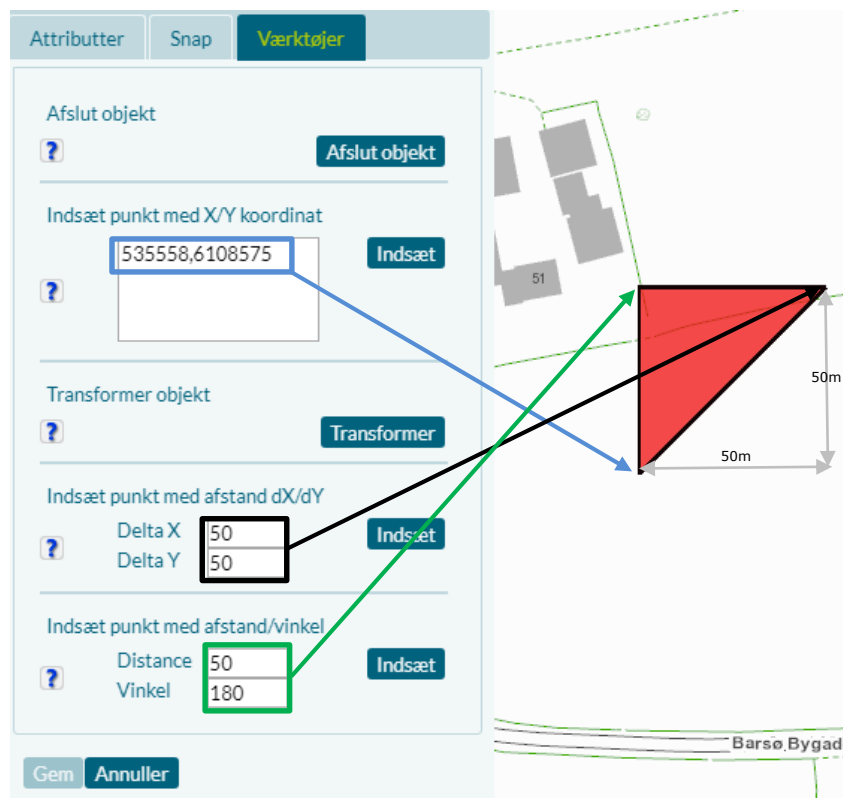 Attributter
Snap
Værktøjer
Afslut objekt
?
Afslut objekt
Indsæt punkt med X/Y koordinat
535558,6108575
Indsæt
?
Transformer objekt
?
Transformer
Indsæt punkt med afstand dX/dY
Delta X
50
Indsæt
?
Delta Y
50
Indsæt punkt med afstand/vinkel
Distance
50
Indsæt
?
Vinkel
180
Gem
Annuller
51
50m
50m
Barsø Bygad